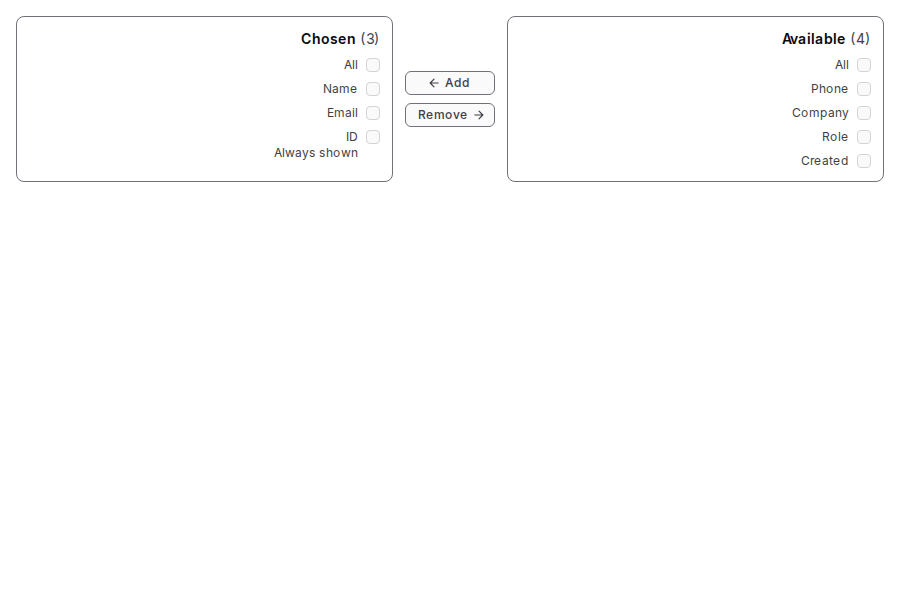 Chosen (3)
All
Name
Email
ID
Always shown
← Add
Remove →
Available (4)
All
Phone
Company
Role
Created